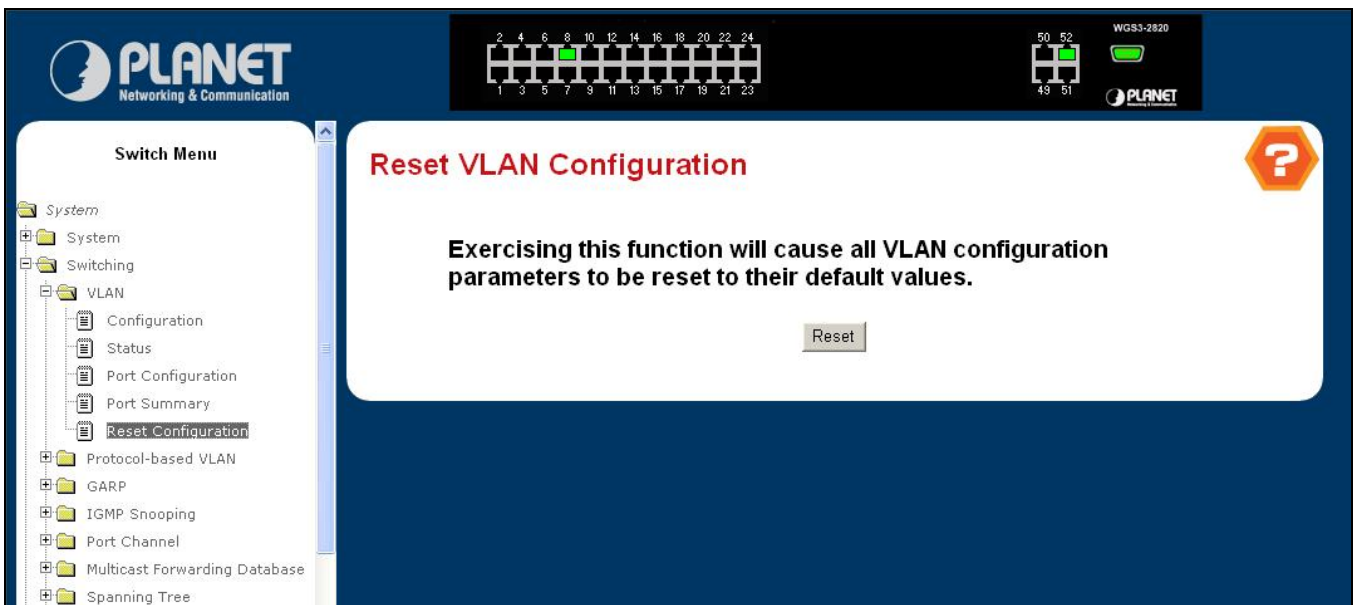 PLANET
Networking & Communication
2 4 6 8 10 12 14 16 18 20 22 24
1 3 5 7 9 11 13 15 17 19 21 23
50 52
49 51
WGS3-2820
PLANET
Switch Menu
System
System
Switching
VLAN
Configuration
Status
Port Configuration
Port Summary
Reset Configuration
Protocol-based VLAN
GARP
IGMP Snooping
Port Channel
Multicast Forwarding Database
Spanning Tree
Reset VLAN Configuration
?
Exercising this function will cause all VLAN configuration
parameters to be reset to their default values.
Reset